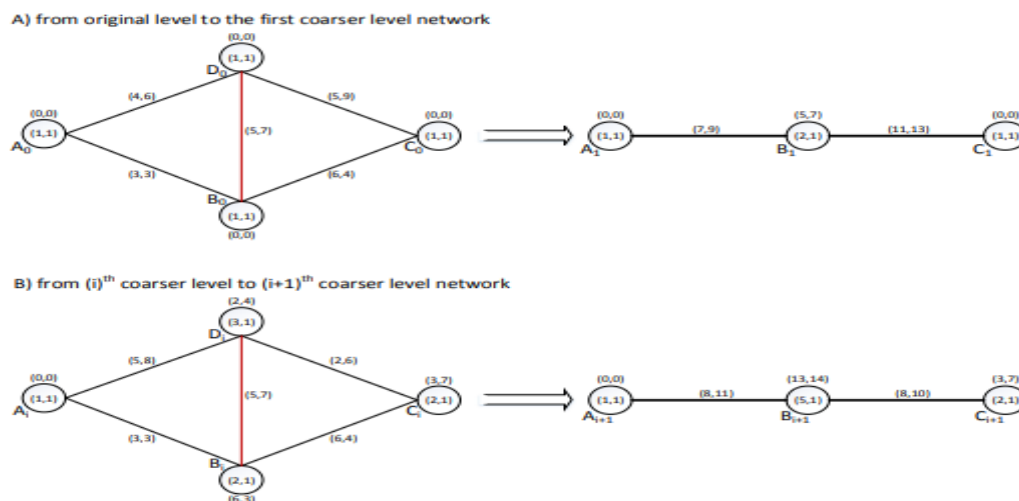 A) from original level to the first coarser level network
(0,0)
(1,1)
D0
(4,6) (5,9)
(0,0) (0,0) (0,0) (5,7) (0,0)
(1,1) (5,7) (1,1) (1,1) (7,9) (2,1) (11,13) (1,1)
A0 C0 A1 B1 C1
(3,3) (6,4)
B0
(1,1)
(0,0)
B) from (i)th coarser level to (i+1)th coarser level network
(2,4)
(3,1)
Di
(5,8) (2,6)
(0,0) (3,7) (0,0) (13,14) (3,7)
(1,1) (5,7) (2,1) (1,1) (8,11) (5,1) (8,10) (2,1)
Ai Ci Ai+1 Bi+1 Ci+1
(3,3) (6,4)
Bi
(2,1)
(6,3)